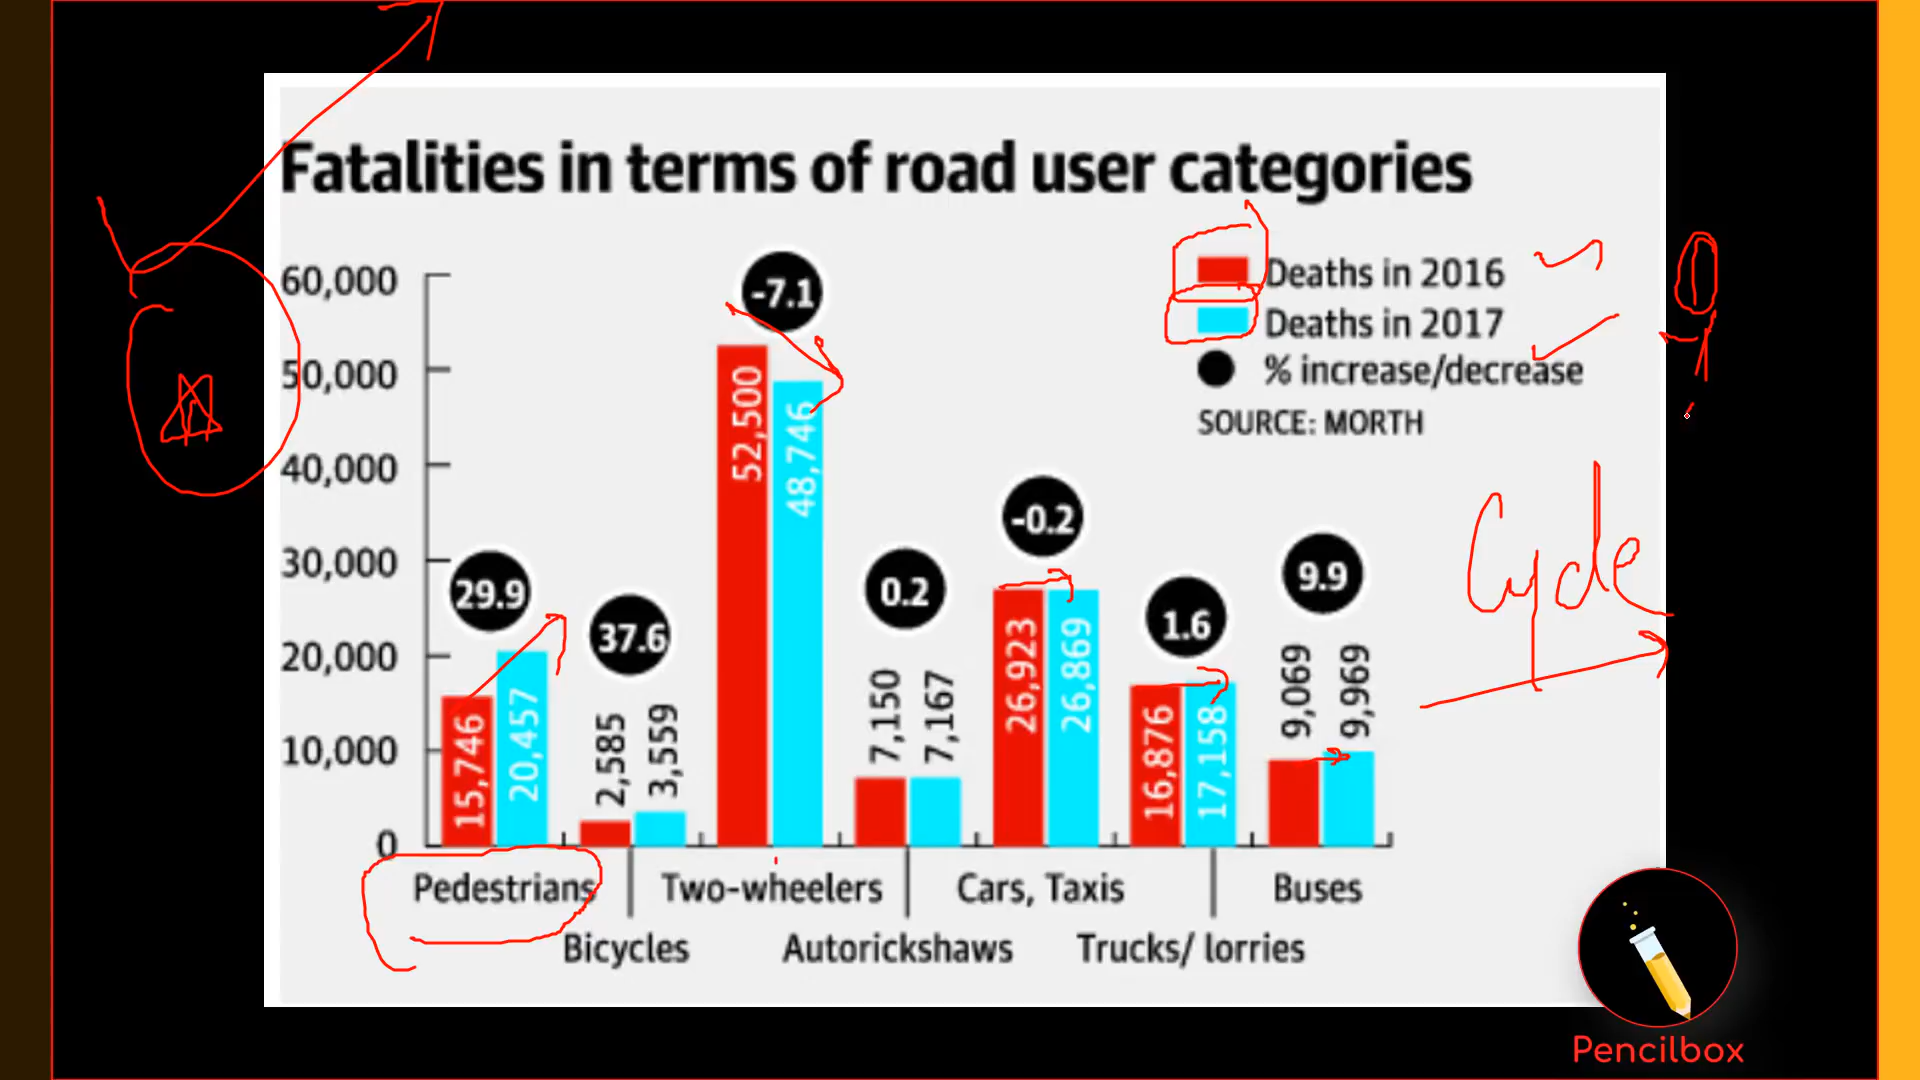 Fatalities in terms of road user categories
Deaths in 2016
Deaths in 2017
% increase/decrease
SOURCE: MORTH
60,000
50,000
40,000
30,000
20,000
10,000
0
29.9
37.6
-7.1
0.2
-0.2
1.6
9.9
15,746
20,457
2,585
3,559
52,500
48,746
7,150
7,167
26,923
26,869
16,876
17,158
9,069
9,969
Pedestrians
Bicycles
Two-wheelers
Autorickshaws
Cars, Taxis
Trucks/ lorries
Buses
Cycle
Pencilbox